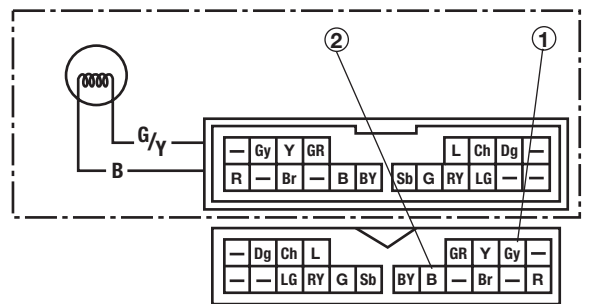 ② ①
G/Y
B
— Gy Y GR L Ch Dg —
R — Br — B BY Sb G RY LG — —
— Dg Ch L GR Y Gy —
— — LG RY G Sb BY B — Br — R